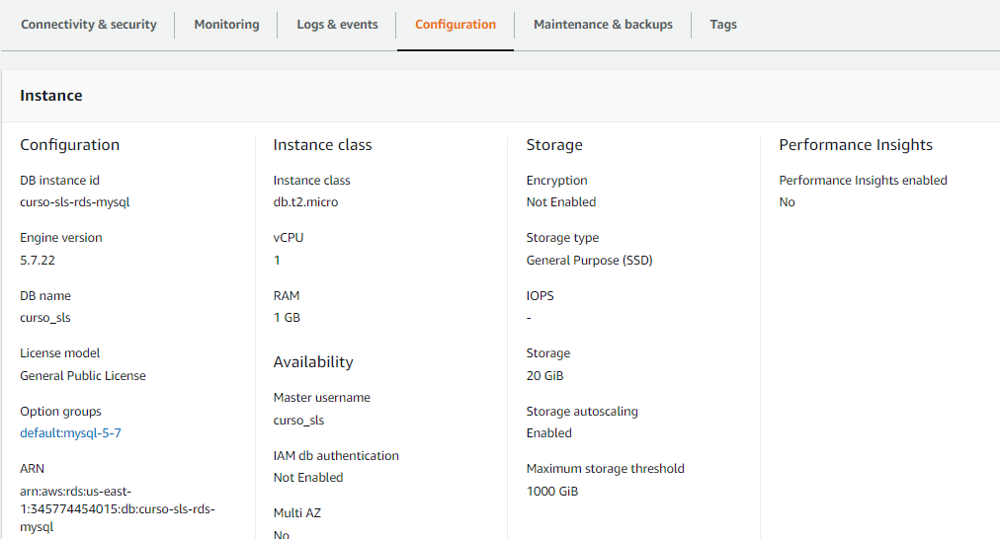 Connectivity & security
Monitoring
Logs & events
Configuration
Maintenance & backups
Tags
Instance
Configuration
DB instance id
curso-sls-rds-mysql
Engine version
5.7.22
DB name
curso_sls
License model
General Public License
Option groups
default:mysql-5-7
ARN
arn:aws:rds:us-east-
1:345774454015:db:curso-sls-rds-
mysql
Instance class
Instance class
db.t2.micro
vCPU
1
RAM
1 GB
Availability
Master username
curso_sls
IAM db authentication
Not Enabled
Multi AZ
No
Storage
Encryption
Not Enabled
Storage type
General Purpose (SSD)
IOPS
-
Storage
20 GiB
Storage autoscaling
Enabled
Maximum storage threshold
1000 GiB
Performance Insights
Performance Insights enabled
No